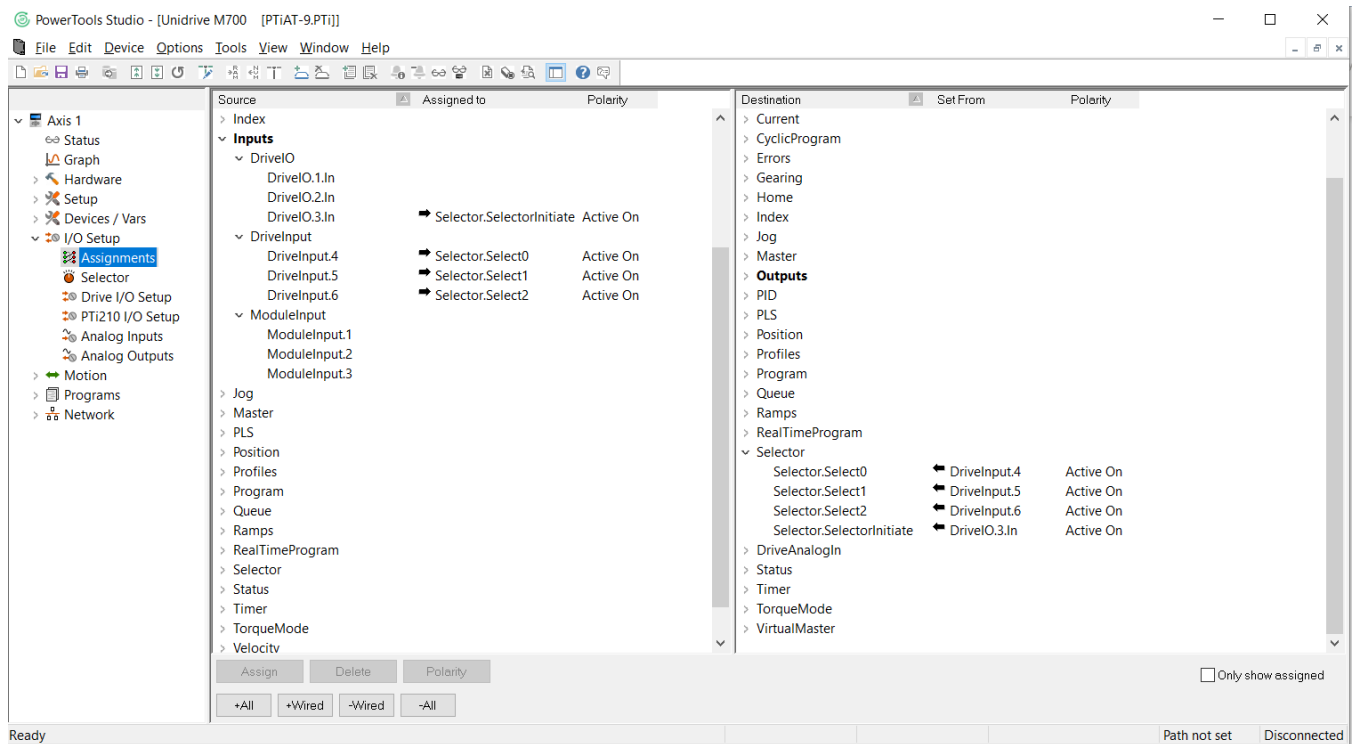 PowerTools Studio - [Unidrive M700 [PTiAT-9.PTi]]
File Edit Device Options Tools View Window Help
Axis 1
Status
Graph
Hardware
Setup
Devices / Vars
I/O Setup
Assignments
Selector
Drive I/O Setup
PTi210 I/O Setup
Analog Inputs
Analog Outputs
Motion
Programs
Network
Source Assigned to Polarity
Index
Inputs
DriveIO
DriveIO.1.In
DriveIO.2.In
DriveIO.3.In Selector.SelectorInitiate Active On
DriveInput
DriveInput.4 Selector.Select0 Active On
DriveInput.5 Selector.Select1 Active On
DriveInput.6 Selector.Select2 Active On
ModuleInput
ModuleInput.1
ModuleInput.2
ModuleInput.3
Jog
Master
PLS
Position
Profiles
Program
Queue
Ramps
RealTimeProgram
Selector
Status
Timer
TorqueMode
Velocity
Destination Set From Polarity
Current
CyclicProgram
Errors
Gearing
Home
Index
Jog
Master
Outputs
PID
PLS
Position
Profiles
Program
Queue
Ramps
RealTimeProgram
Selector
Selector.Select0 DriveInput.4 Active On
Selector.Select1 DriveInput.5 Active On
Selector.Select2 DriveInput.6 Active On
Selector.SelectorInitiate DriveIO.3.In Active On
DriveAnalogIn
Status
Timer
TorqueMode
VirtualMaster
Assign Delete Polarity
Only show assigned
+All +Wired -Wired -All
Ready Path not set Disconnected